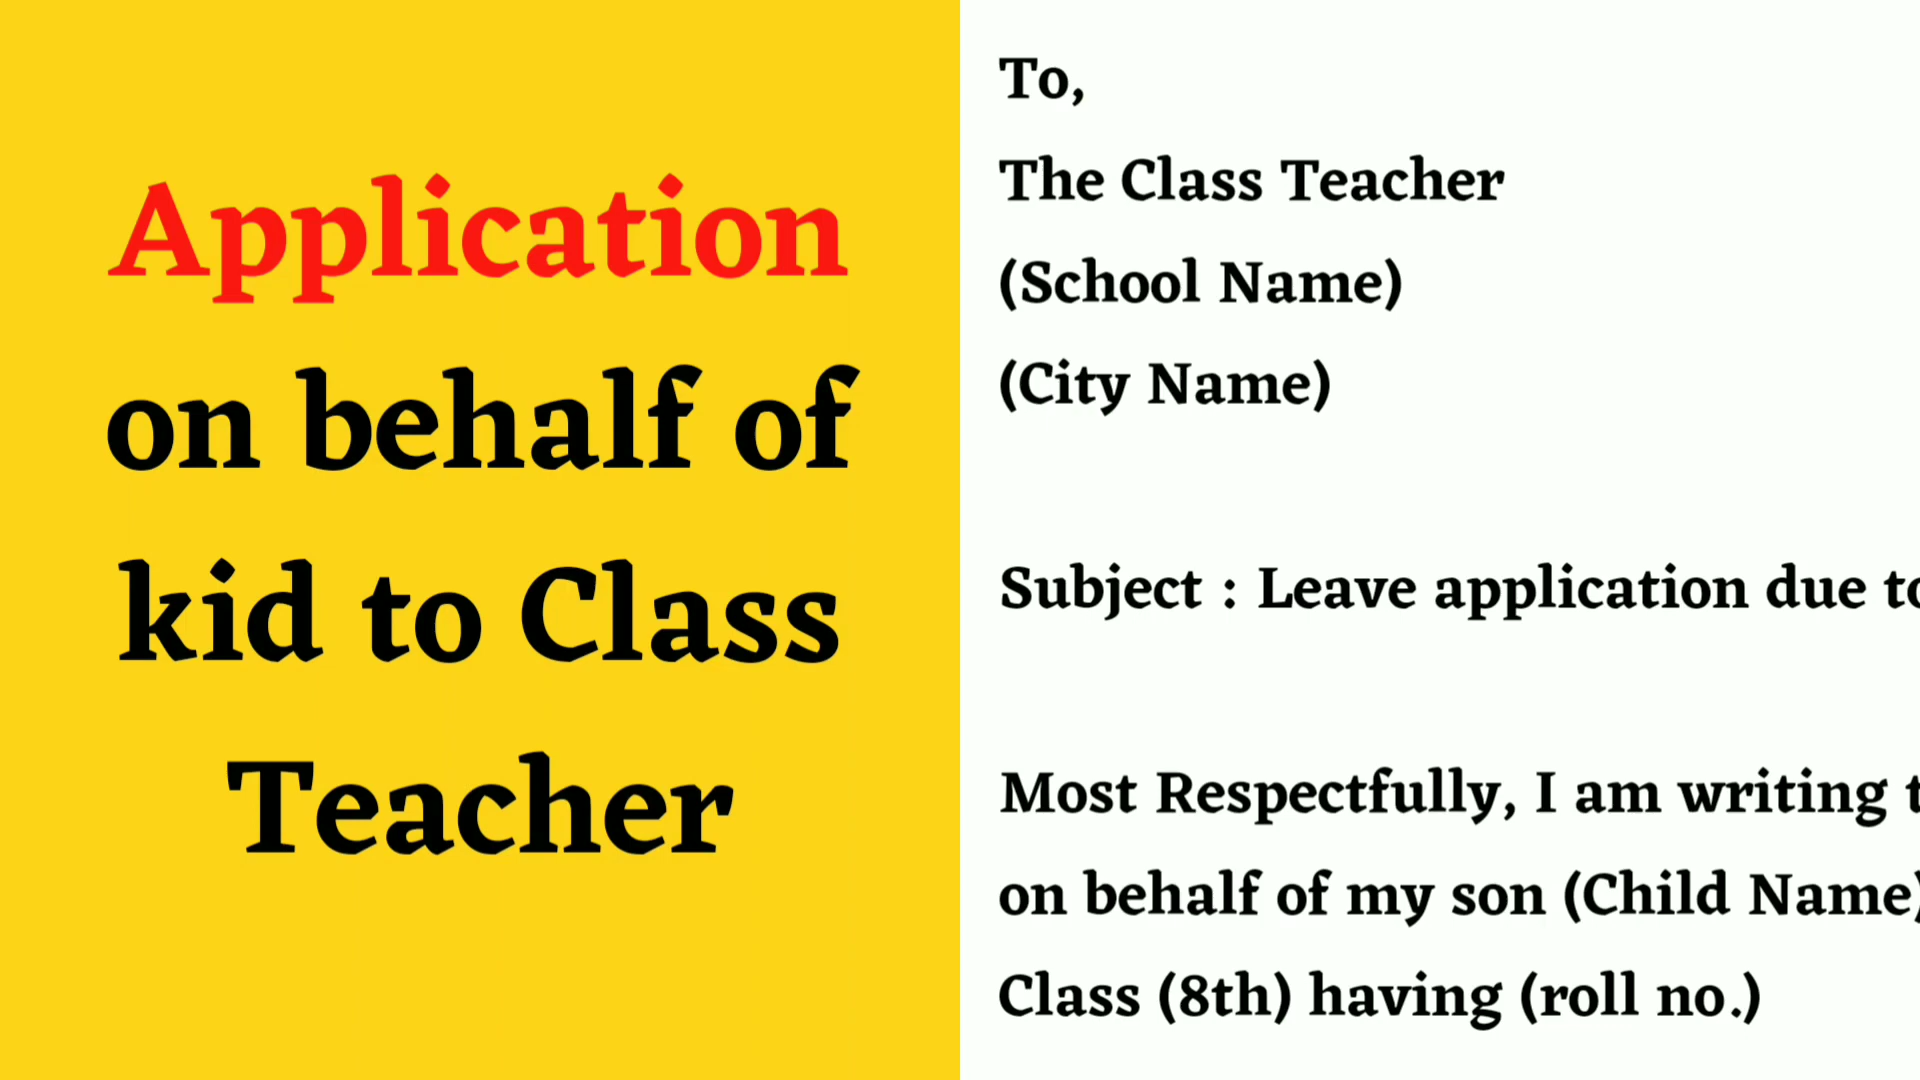 Application
on behalf of
kid to Class
Teacher
To,
The Class Teacher
(School Name)
(City Name)
Subject : Leave application due to
Most Respectfully, I am writing
on behalf of my son (Child Name)
Class (8th) having (roll no.)